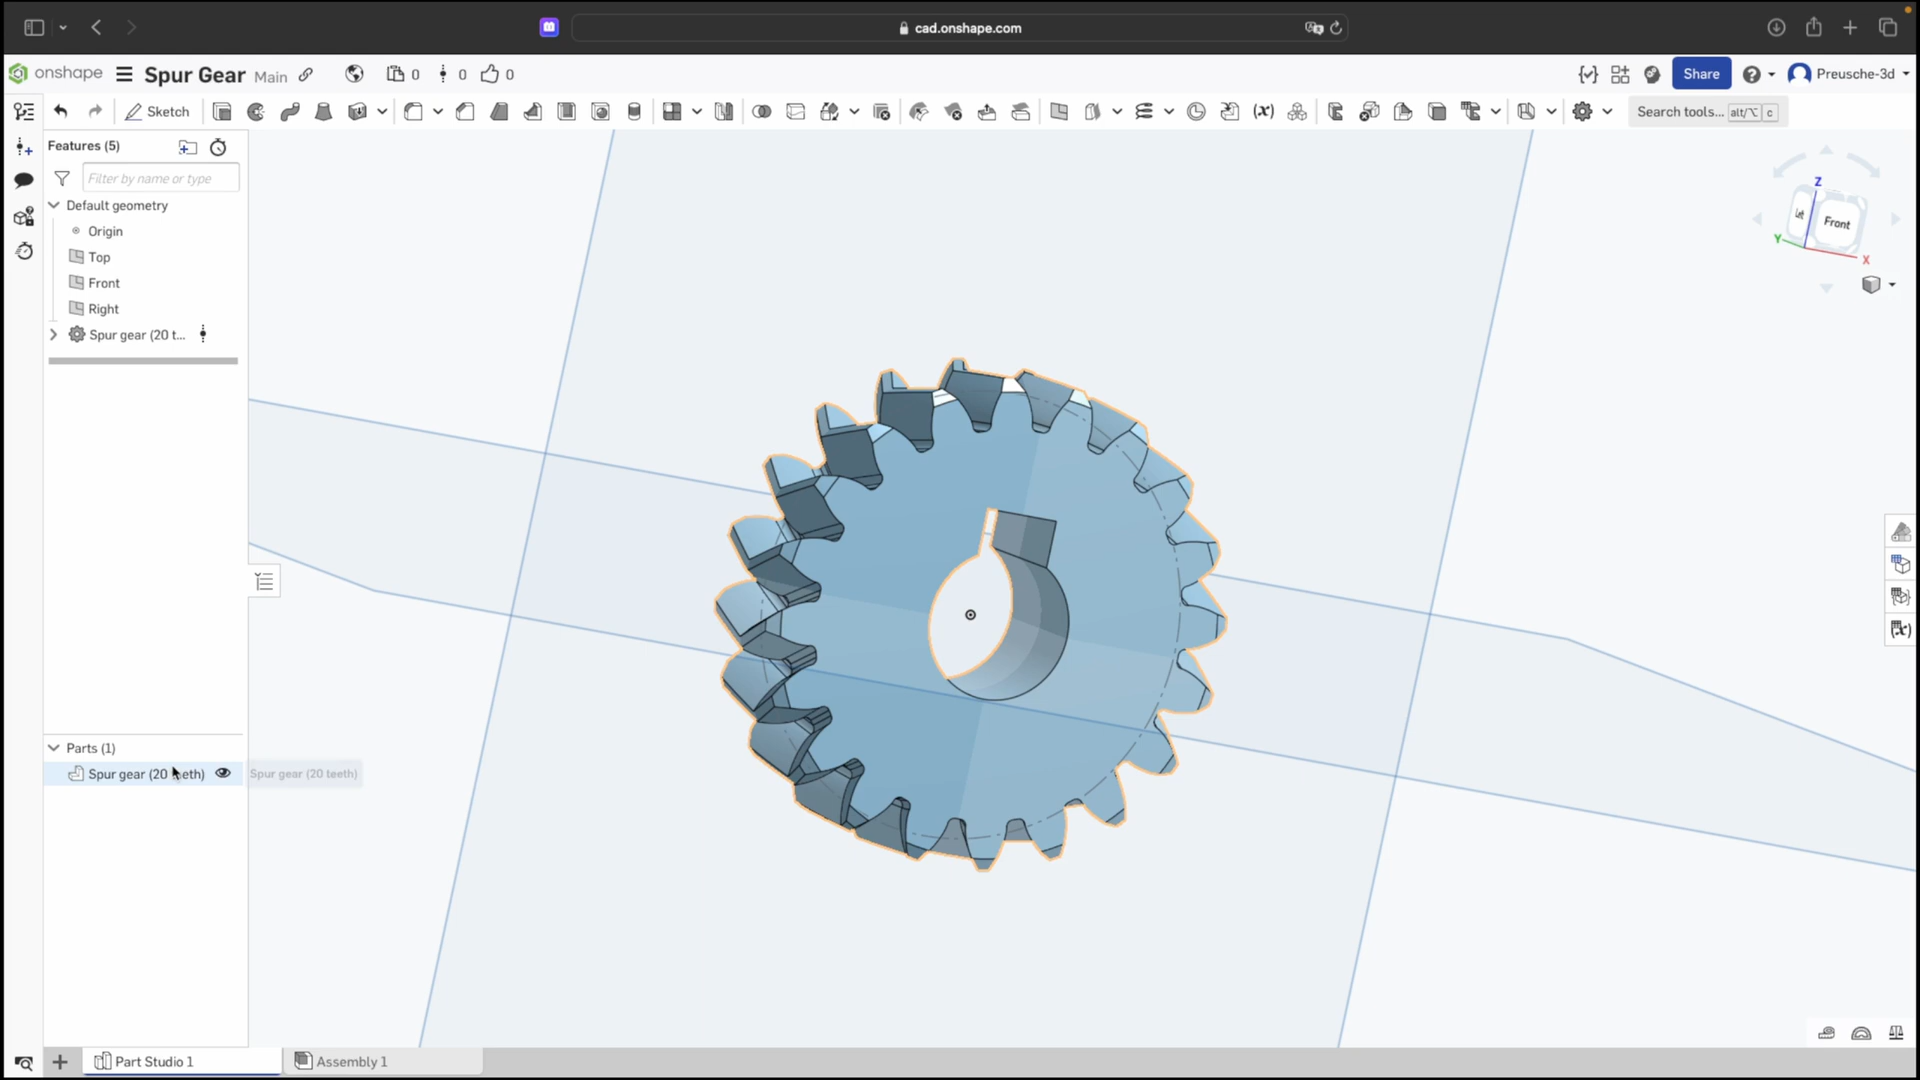 cad.onshape.com
onshape
Spur Gear Main 0 0 0
Share
Preusche-3d
Sketch
Search tools... alt/⌥ c
Features (5)
Filter by name or type
Default geometry
Origin
Top
Front
Right
Spur gear (20 t...
Z
Front
Y
X
Parts (1)
Spur gear (20 teeth)
Spur gear (20 teeth)
Part Studio 1
Assembly 1